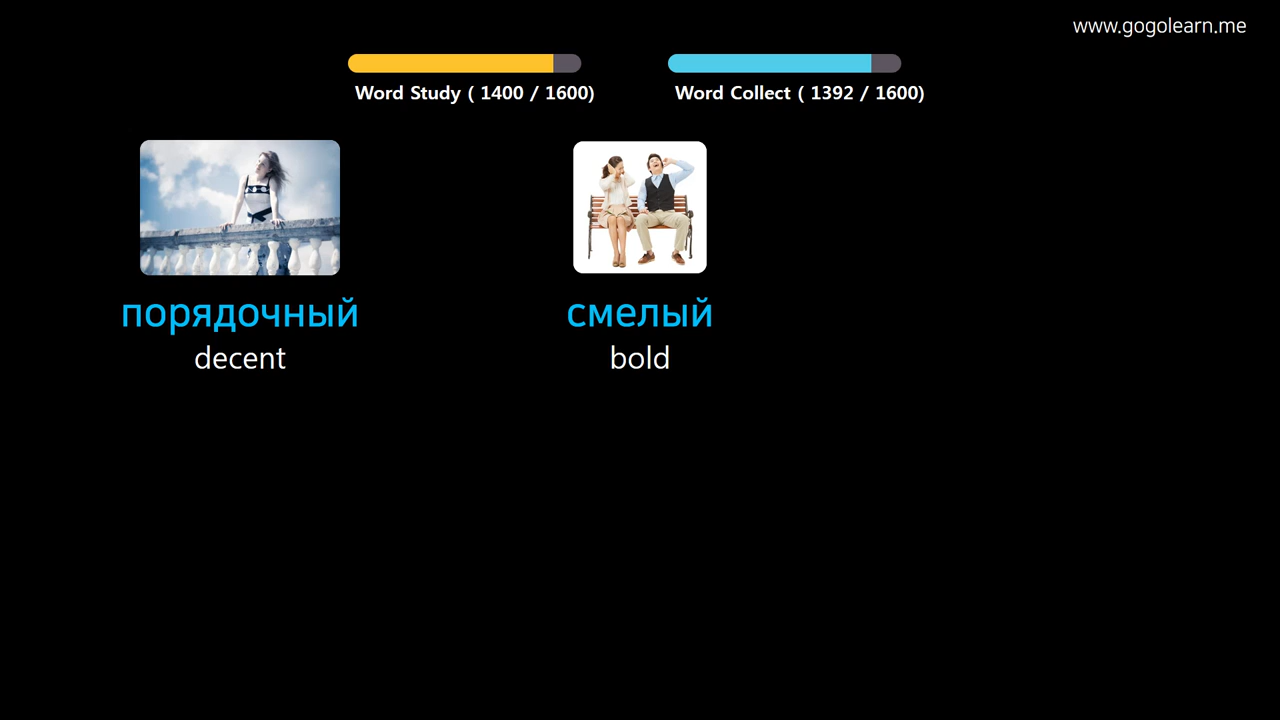 www.gogolearn.me
Word Study ( 1400 / 1600)
Word Collect ( 1392 / 1600)
порядочный
decent
смелый
bold